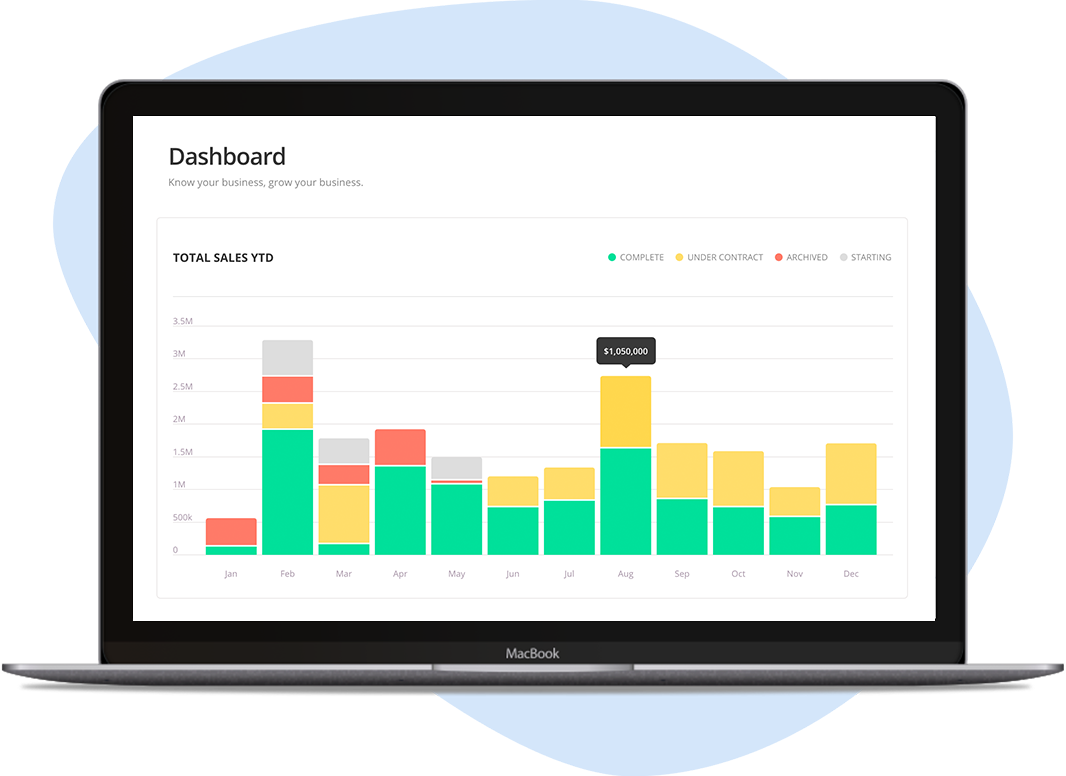 Dashboard
Know your business, grow your business.
TOTAL SALES YTD
COMPLETE UNDER CONTRACT ARCHIVED STARTING
3.5M
3M
$1,050,000
2.5M
2M
1.5M
1M
500k
0
Jan Feb Mar Apr May Jun Jul Aug Sep Oct Nov Dec
MacBook